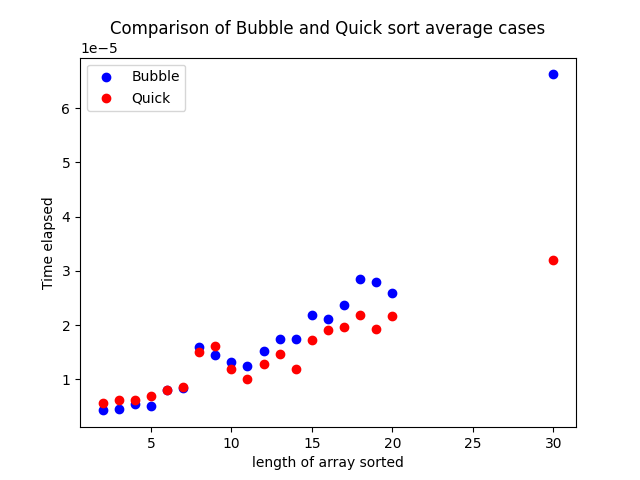 Comparison of Bubble and Quick sort average cases
1e−5
Bubble
Quick
6
5
4
3
2
1
Time elapsed
5 10 15 20 25 30
length of array sorted